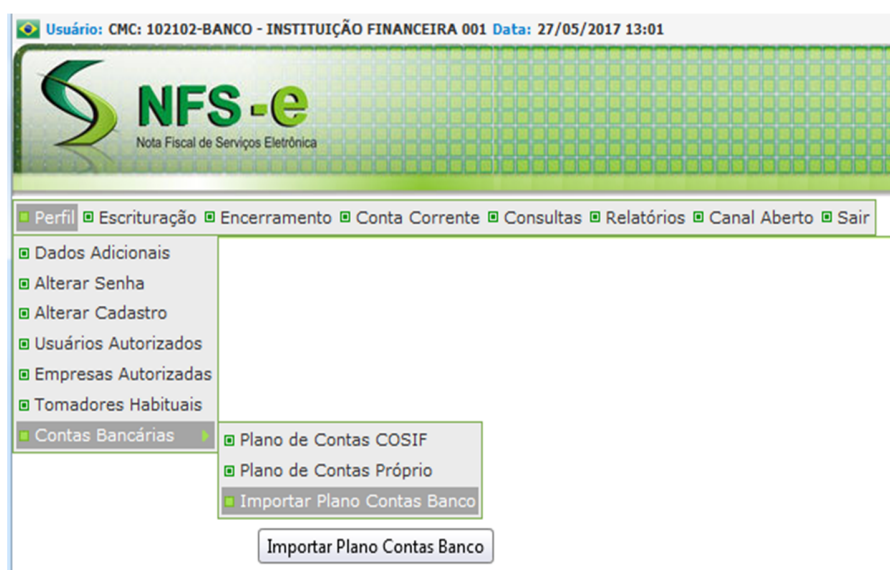 Usuário: CMC: 102102-BANCO - INSTITUIÇÃO FINANCEIRA 001 Data: 27/05/2017 13:01
NFS-e
Nota Fiscal de Serviços Eletrônica
Perfil Escrituração Encerramento Conta Corrente Consultas Relatórios Canal Aberto Sair
Dados Adicionais
Alterar Senha
Alterar Cadastro
Usuários Autorizados
Empresas Autorizadas
Tomadores Habituais
Contas Bancárias
Plano de Contas COSIF
Plano de Contas Próprio
Importar Plano Contas Banco
Importar Plano Contas Banco